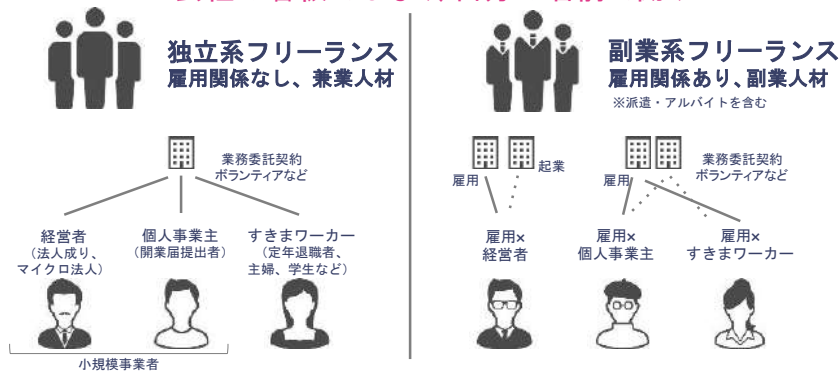 独立系フリーランス
雇用関係なし、兼業人材
業務委託契約
ボランティアなど
経営者
（法人成り、
マイクロ法人）
個人事業主
（開業届提出者）
すきまワーカー
（定年退職者、
主婦、学生など）
小規模事業者
副業系フリーランス
雇用関係あり、副業人材
※派遣・アルバイトを含む
雇用
起業
雇用
業務委託契約
ボランティアなど
雇用×
経営者
雇用×
個人事業主
雇用×
すきまワーカー